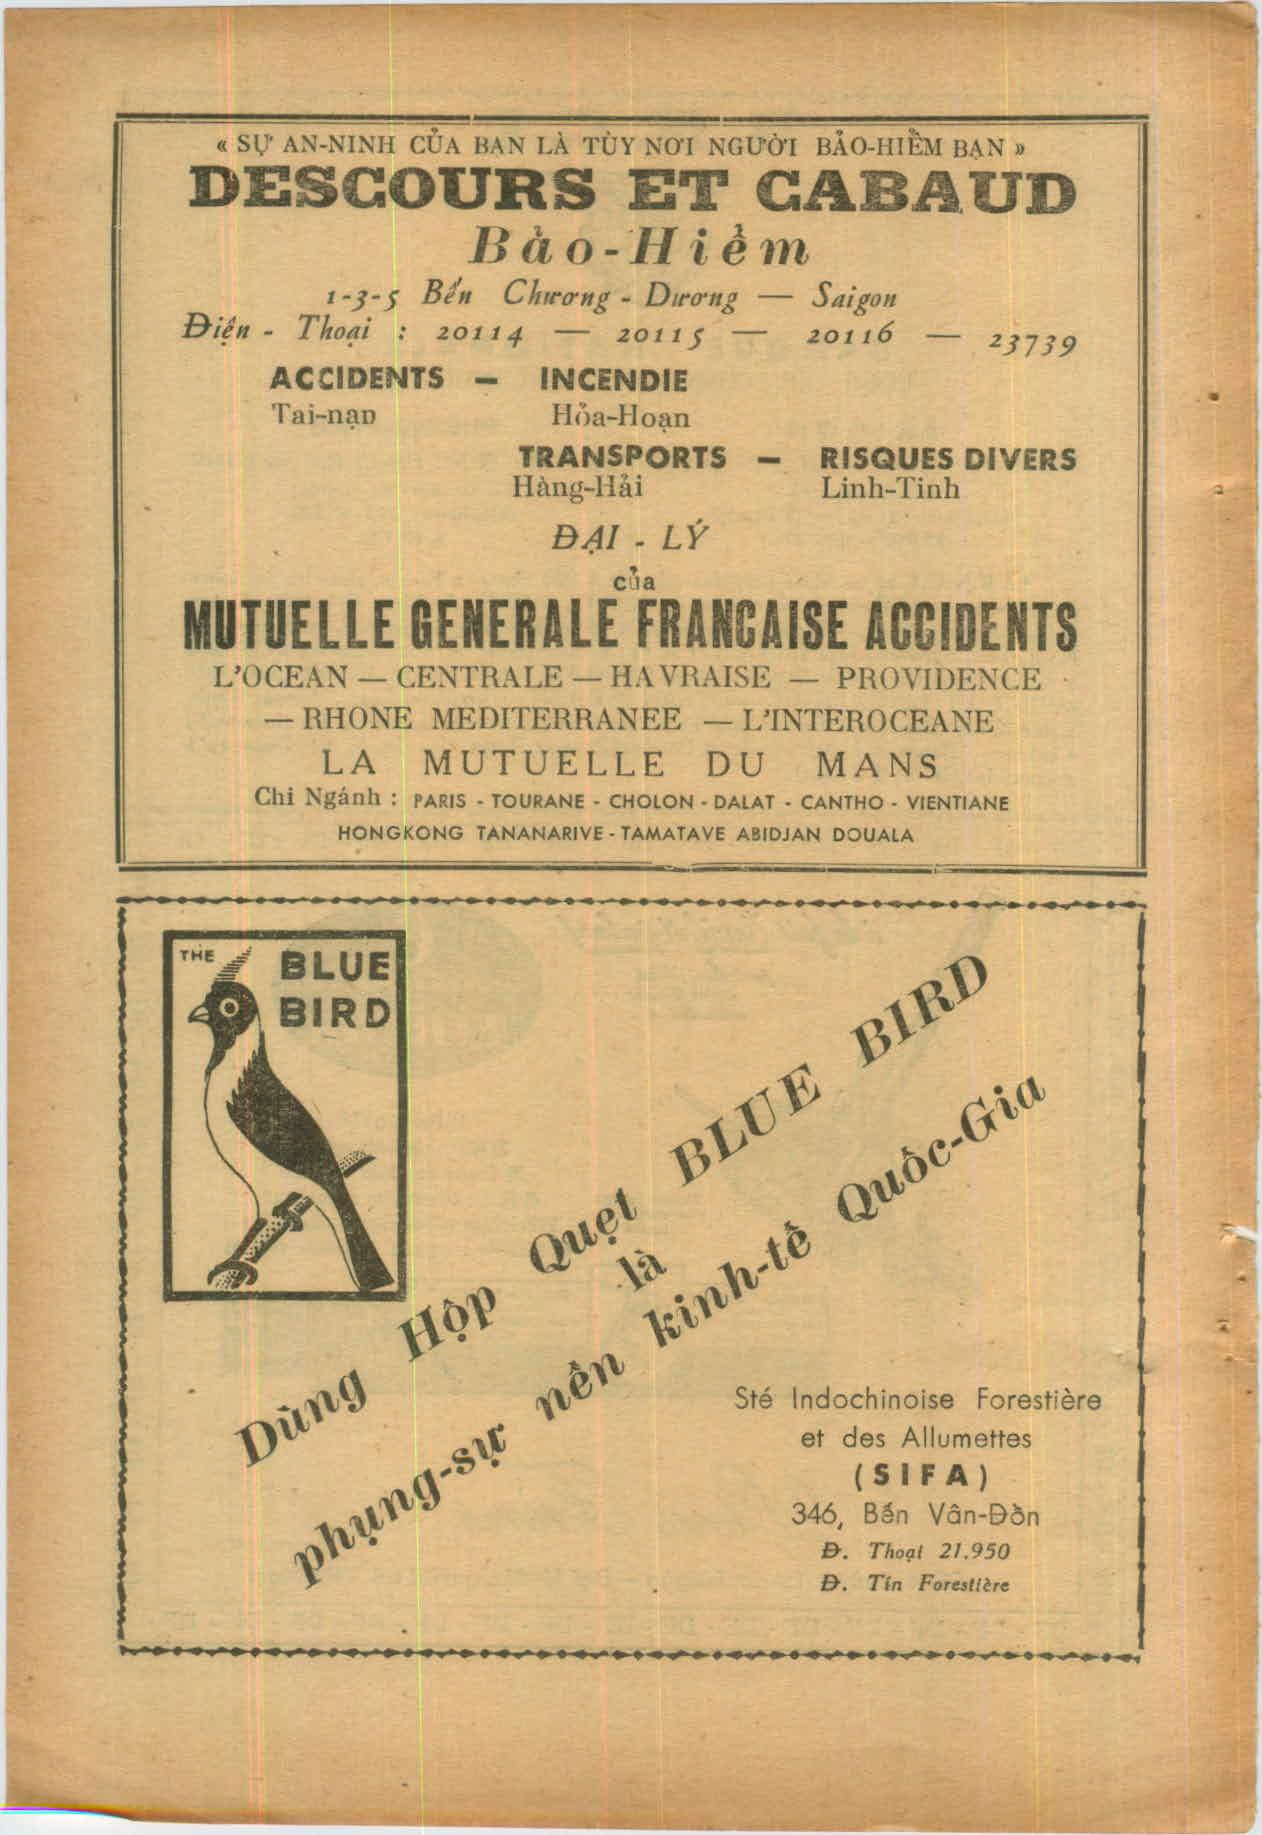 « SỰ AN-NINH CỦA BẠN LÀ TÙY NƠI NGƯỜI BẢO-HIỂM BẠN »
DESCOURS ET CABAUD
Bảo-Hiểm
1-3-5 Bến Chương - Dương — Saigon
Điện - Thoại : 20114 — 20115 — 20116 — 23739
ACCIDENTS — INCENDIE
Tai-nạn Hỏa-Hoạn
TRANSPORTS — RISQUES DIVERS
Hàng-Hải Linh-Tinh
ĐẠI - LÝ
của
MUTUELLE GENERALE FRANCAISE ACCIDENTS
L'OCEAN — CENTRALE — HAVRAISE — PROVIDENCE
— RHONE MEDITERRANEE — L'INTEROCEANE
LA MUTUELLE DU MANS
Chi Ngánh : PARIS - TOURANE - CHOLON - DALAT - CANTHO - VIENTIANE
HONGKONG TANANARIVE - TAMATAVE ABIDJAN DOUALA
THE BLUE
BIRD
Dùng Hộp Quẹt BLUE BIRD
là
phụng-sự nền kinh-tế Quốc-Gia
Sté Indochinoise Forestière
et des Allumettes
(SIFA)
346, Bến Vân-Đồn
Đ. Thoại 21.950
Đ. Tín Forestière